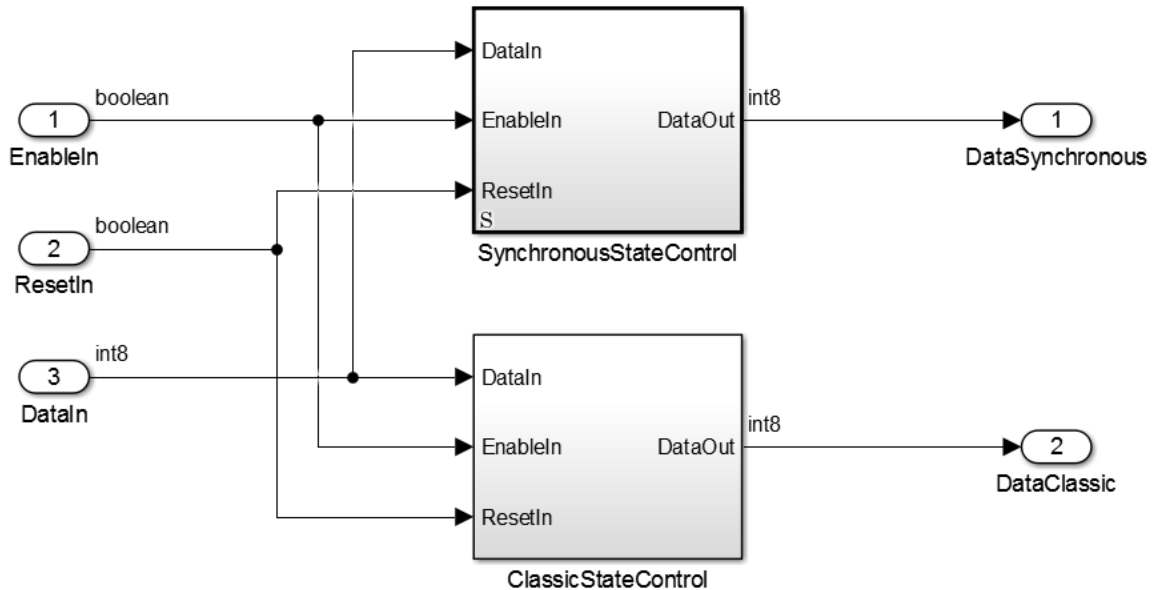 DataIn
boolean
1
EnableIn
EnableIn
DataOut
int8
1
DataSynchronous
ResetIn
S
SynchronousStateControl
boolean
2
ResetIn
int8
3
DataIn
DataIn
EnableIn
DataOut
int8
2
DataClassic
ResetIn
ClassicStateControl